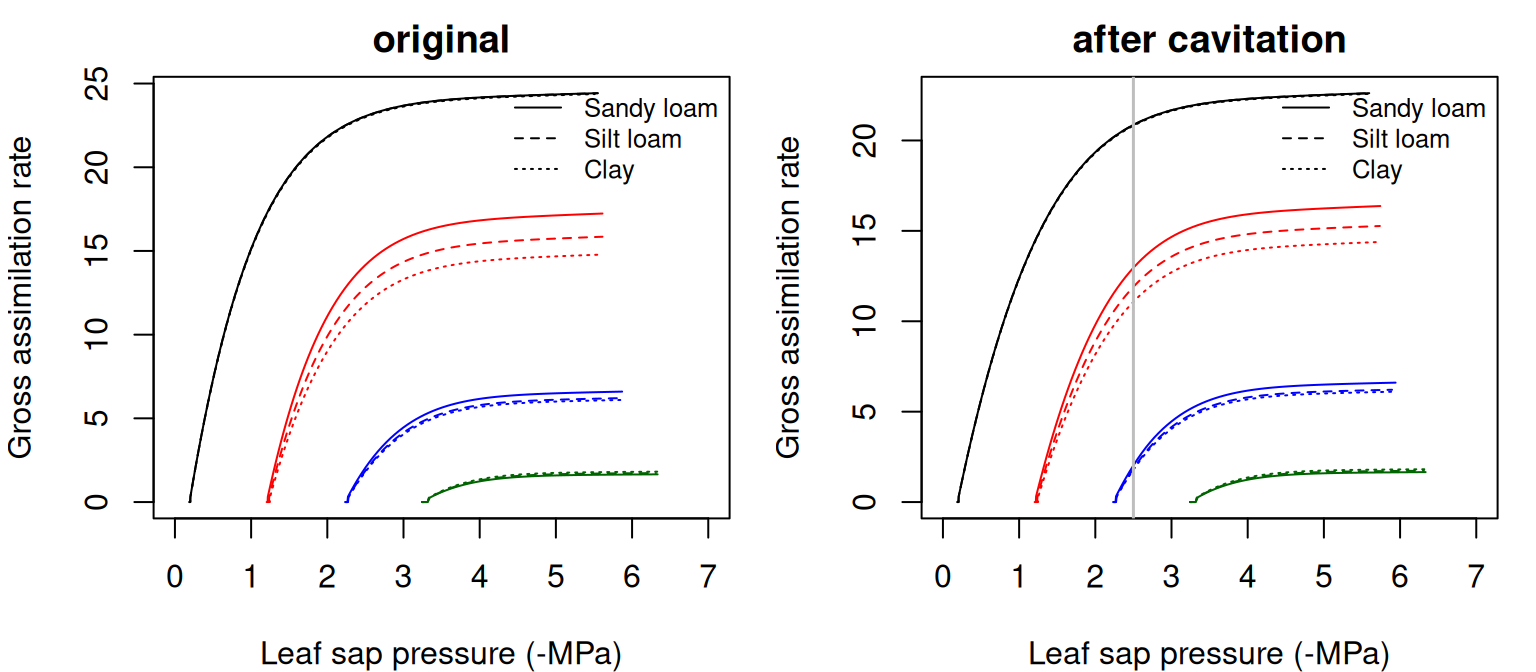 original
Gross assimilation rate
25
20
15
10
5
0
Sandy loam
Silt loam
Clay
0 1 2 3 4 5 6 7
Leaf sap pressure (-MPa)
after cavitation
Gross assimilation rate
20
15
10
5
0
Sandy loam
Silt loam
Clay
0 1 2 3 4 5 6 7
Leaf sap pressure (-MPa)